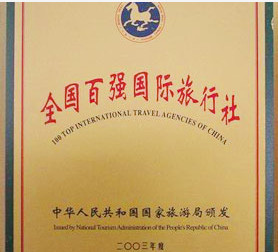 全国百强国际旅行社
100 TOP INTERNATIONAL TRAVEL AGENCIES OF CHINA
中华人民共和国国家旅游局颁发
Issued by National Tourism Administration of the People's Republic of China
二〇〇三年度